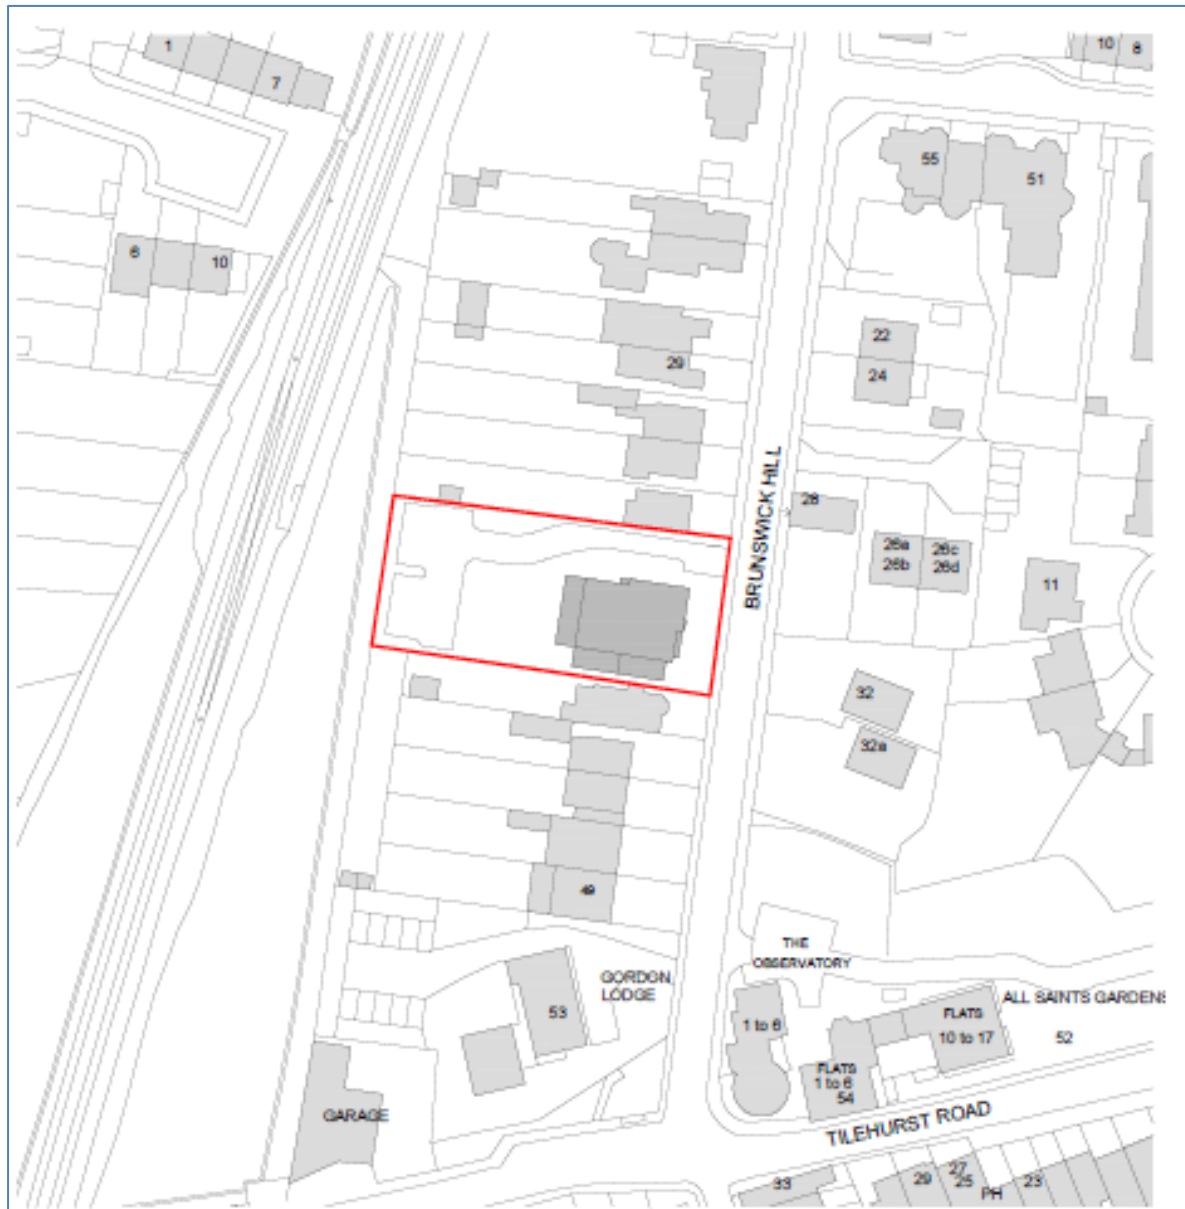 1
7
10
8
55
51
6
10
22
24
29
28
26a
26b
26c
26d
11
BRUNSWICK HILL
32
32a
49
THE
OBSERVATORY
GORDON
LODGE
53
1 to 6
FLATS
10 to 17
ALL SAINTS GARDENS
52
FLATS
1 to 6
54
GARAGE
TILEHURST ROAD
33
29
27
25
PH
23